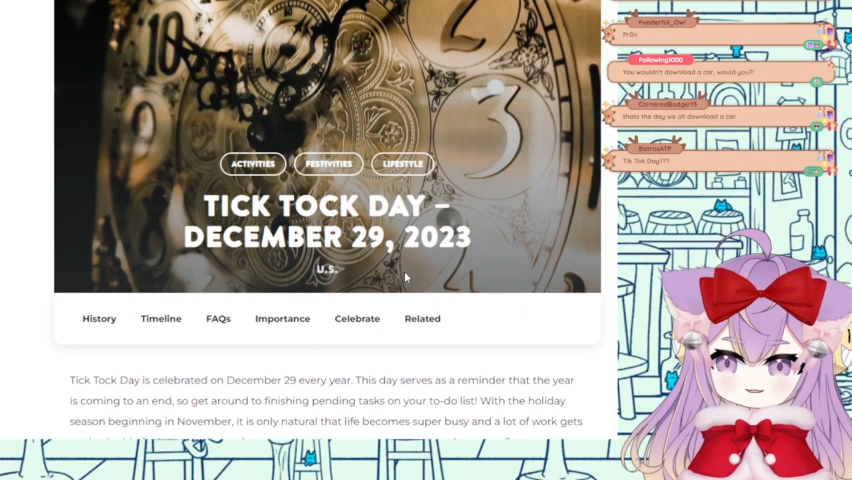 10
2
3
ACTIVITIES
FESTIVITIES
LIFESTYLE
TICK TOCK DAY –
DECEMBER 29, 2023
U.S.
History
Timeline
FAQs
Importance
Celebrate
Related
Tick Tock Day is celebrated on December 29 every year. This day serves as a reminder that the year
is coming to an end, so get around to finishing pending tasks on your to-do list! With the holiday
season beginning in November, it is only natural that life becomes super busy and a lot of work gets
Punderful_Owl
Pr0n
Following1000
You wouldn't download a car, would you?!
CorneredBadger13
thats the day we all download a car
BatrosATP
Tik Tok Day???